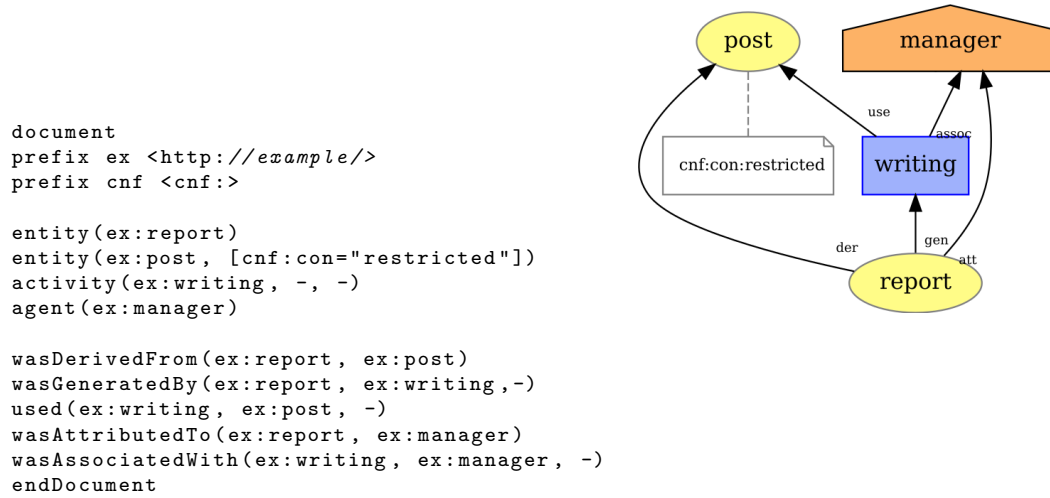 document
prefix ex <http://example/>
prefix cnf <cnf:>
entity(ex:report)
entity(ex:post, [cnf:con="restricted"])
activity(ex:writing, -, -)
agent(ex:manager)
wasDerivedFrom(ex:report, ex:post)
wasGeneratedBy(ex:report, ex:writing,-)
used(ex:writing, ex:post, -)
wasAttributedTo(ex:report, ex:manager)
wasAssociatedWith(ex:writing, ex:manager, -)
endDocument
post
manager
use
assoc
cnf:con:restricted
writing
der
gen
att
report